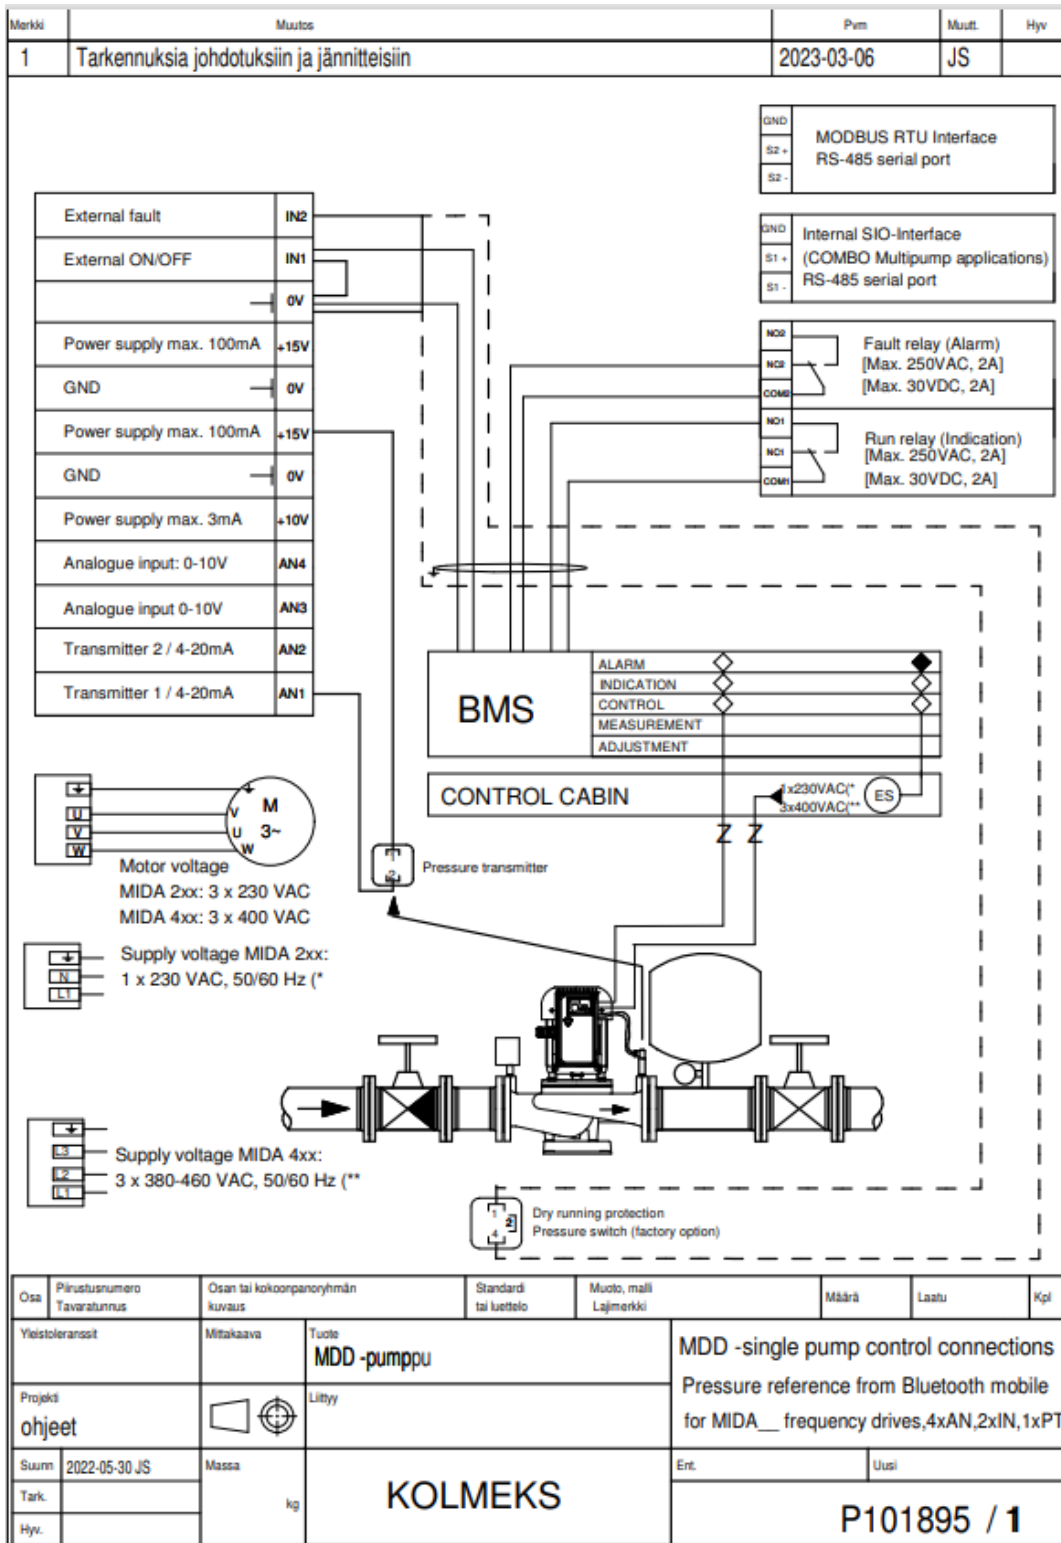 Merkki Muutos Pvm Muutt. Hyv
1 Tarkennuksia johdotuksiin ja jännitteisiin 2023-03-06 JS
GND
S2 +
S2 -
MODBUS RTU Interface
RS-485 serial port
GND
S1 +
S1 -
Internal SIO-Interface
(COMBO Multipump applications)
RS-485 serial port
External fault IN2
External ON/OFF IN1
0V
Power supply max. 100mA +15V
GND 0V
Power supply max. 100mA +15V
GND 0V
Power supply max. 3mA +10V
Analogue input: 0-10V AN4
Analogue input 0-10V AN3
Transmitter 2 / 4-20mA AN2
Transmitter 1 / 4-20mA AN1
NO2
NC2
COM2
Fault relay (Alarm)
[Max. 250VAC, 2A]
[Max. 30VDC, 2A]
NO1
NC1
COM1
Run relay (Indication)
[Max. 250VAC, 2A]
[Max. 30VDC, 2A]
BMS
ALARM
INDICATION
CONTROL
MEASUREMENT
ADJUSTMENT
CONTROL CABIN
1x230VAC(*
3x400VAC(**
ES
Z Z
U
V
W
V
U
W
M
3~
Motor voltage
MIDA 2xx: 3 x 230 VAC
MIDA 4xx: 3 x 400 VAC
1
2
Pressure transmitter
N
L1
Supply voltage MIDA 2xx:
1 x 230 VAC, 50/60 Hz (*
L3
L2
L1
Supply voltage MIDA 4xx:
3 x 380-460 VAC, 50/60 Hz (**
1
2
4
Dry running protection
Pressure switch (factory option)
Osa
Piirustusnumero
Tavaratunnus
Osan tai kokoonpanoryhmän
kuvaus
Standardi
tai luettelo
Muoto, malli
Lajimerkki
Määrä
Laatu
Kpl
Yleistoleranssit
Mittakaava
Tuote
MDD -pumppu
MDD -single pump control connections
Pressure reference from Bluetooth mobile
for MIDA__ frequency drives,4xAN,2xIN,1xPT
Projekti
ohjeet
Liittyy
Suunn 2022-05-30 JS
Tark.
Hyv.
Massa
kg
KOLMEKS
Ent.
Uusi
P101895 / 1